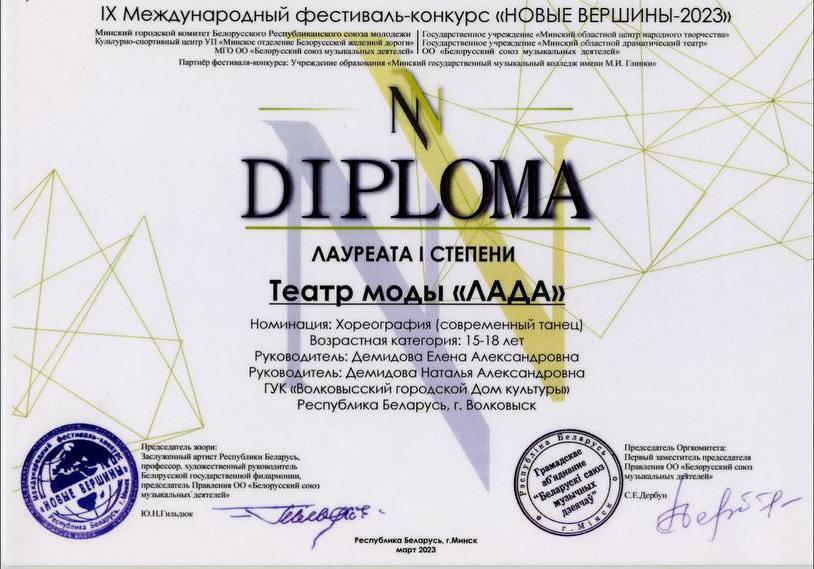 IX Международный фестиваль-конкурс «НОВЫЕ ВЕРШИНЫ-2023»
Минский городской комитет Белорусского Республиканского союза молодежи
Культурно-спортивный центр УП «Минское отделение Белорусской железной дороги»
МГО ОО «Белорусский союз музыкальных деятелей»
Государственное учреждение «Минский областной центр народного творчества»
Государственное учреждение «Минский областной драматический театр»
ОО «Белорусский союз музыкальных деятелей»
Партнёр фестиваля-конкурса: Учреждение образования «Минский государственный музыкальный колледж имени М.И. Глинки»
N
DIPLOMA
ЛАУРЕАТА I СТЕПЕНИ
Театр моды «ЛАДА»
Номинация: Хореография (современный танец)
Возрастная категория: 15-18 лет
Руководитель: Демидова Елена Александровна
Руководитель: Демидова Наталья Александровна
ГУК «Волковысский городской Дом культуры»
Республика Беларусь, г. Волковыск
Международный фестиваль-конкурс
«НОВЫЕ ВЕРШИНЫ»
Республика Беларусь, г. Минск
Председатель жюри:
Заслуженный артист Республики Беларусь,
профессор, художественный руководитель
Белорусской государственной филармонии,
председатель Правления ОО «Белорусский союз
музыкальных деятелей»
Ю.Н.Гильдюк
Рэспубліка Беларусь
Грамадскае
аб'яднанне
"Беларускі саюз
музычных
дзеячаў"
г. Мінск
Председатель Оргкомитета:
Первый заместитель председателя
Правления ОО «Белорусский союз
музыкальных деятелей»
С.Е.Дербун
Республика Беларусь, г.Минск
март 2023